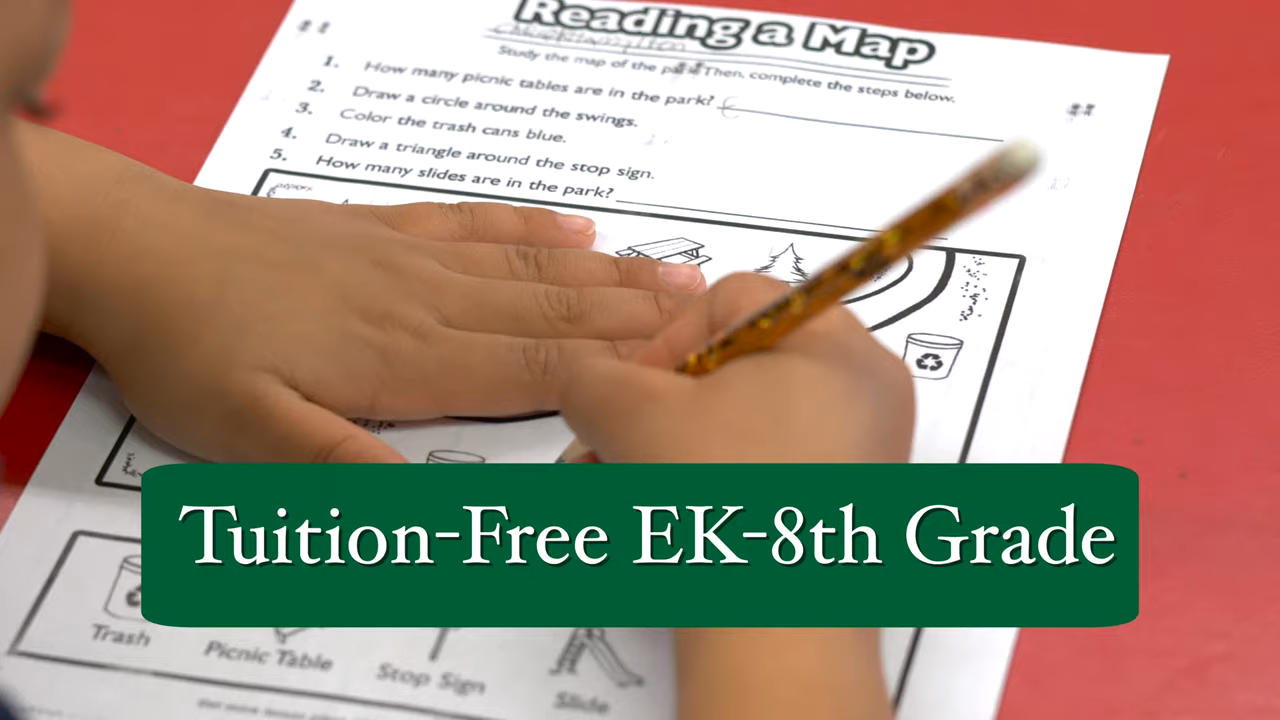 Reading a Map
Study the map of the park. Then, complete the steps below.
1. How many picnic tables are in the park?
2. Draw a circle around the swings.
3. Color the trash cans blue.
4. Draw a triangle around the stop sign.
5. How many slides are in the park?
Tuition-Free EK-8th Grade
Trash
Picnic Table
Stop Sign
Slide